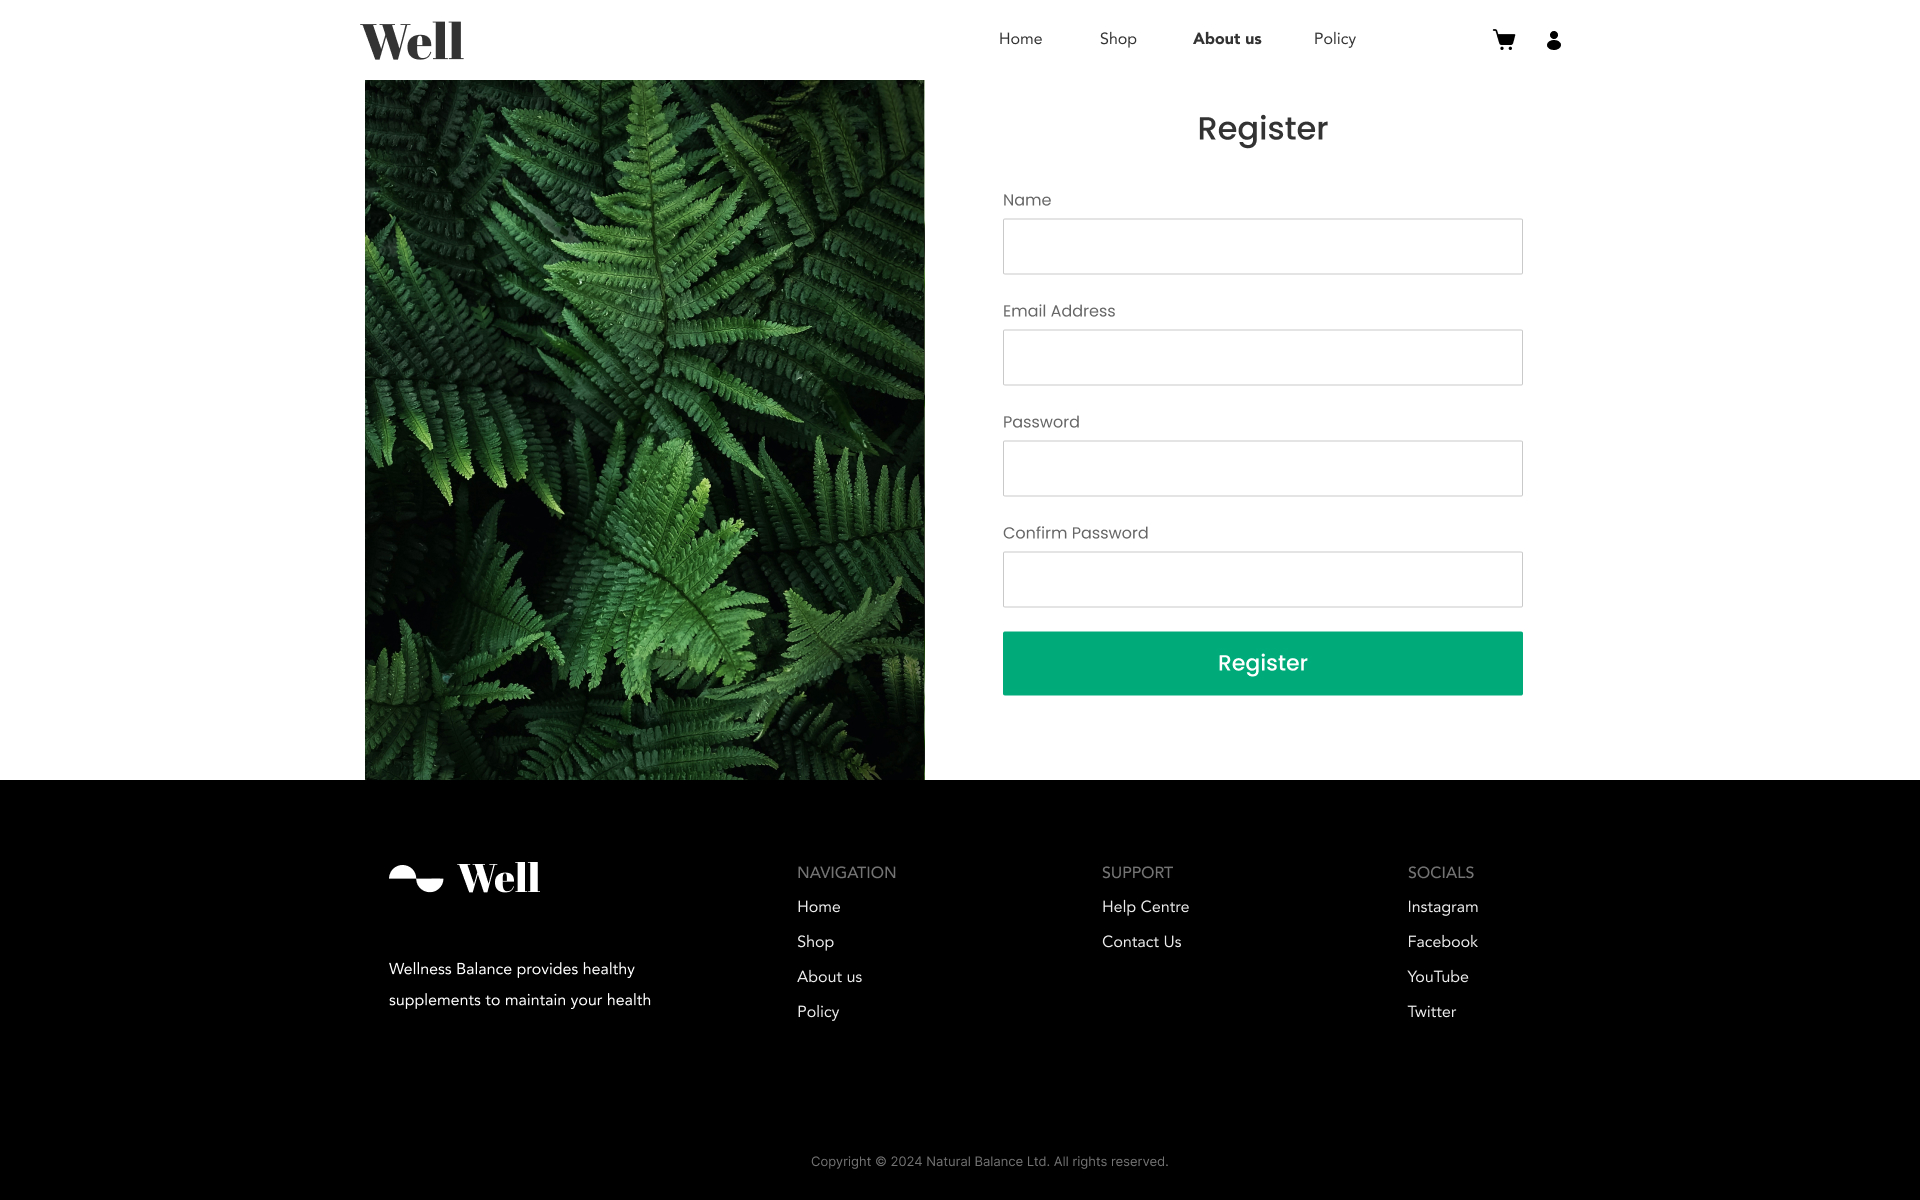 Well
Home
Shop
About us
Policy
Register
Name
Email Address
Password
Confirm Password
Register
Well
Wellness Balance provides healthy
supplements to maintain your health
NAVIGATION
Home
Shop
About us
Policy
SUPPORT
Help Centre
Contact Us
SOCIALS
Instagram
Facebook
YouTube
Twitter
Copyright © 2024 Natural Balance Ltd. All rights reserved.